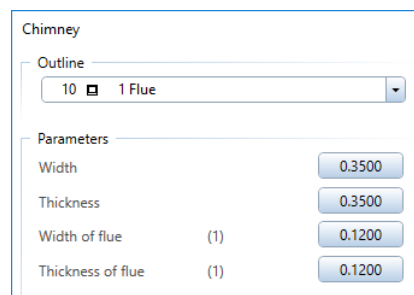 Chimney
Outline
10 1 Flue
Parameters
Width 0.3500
Thickness 0.3500
Width of flue (1) 0.1200
Thickness of flue (1) 0.1200